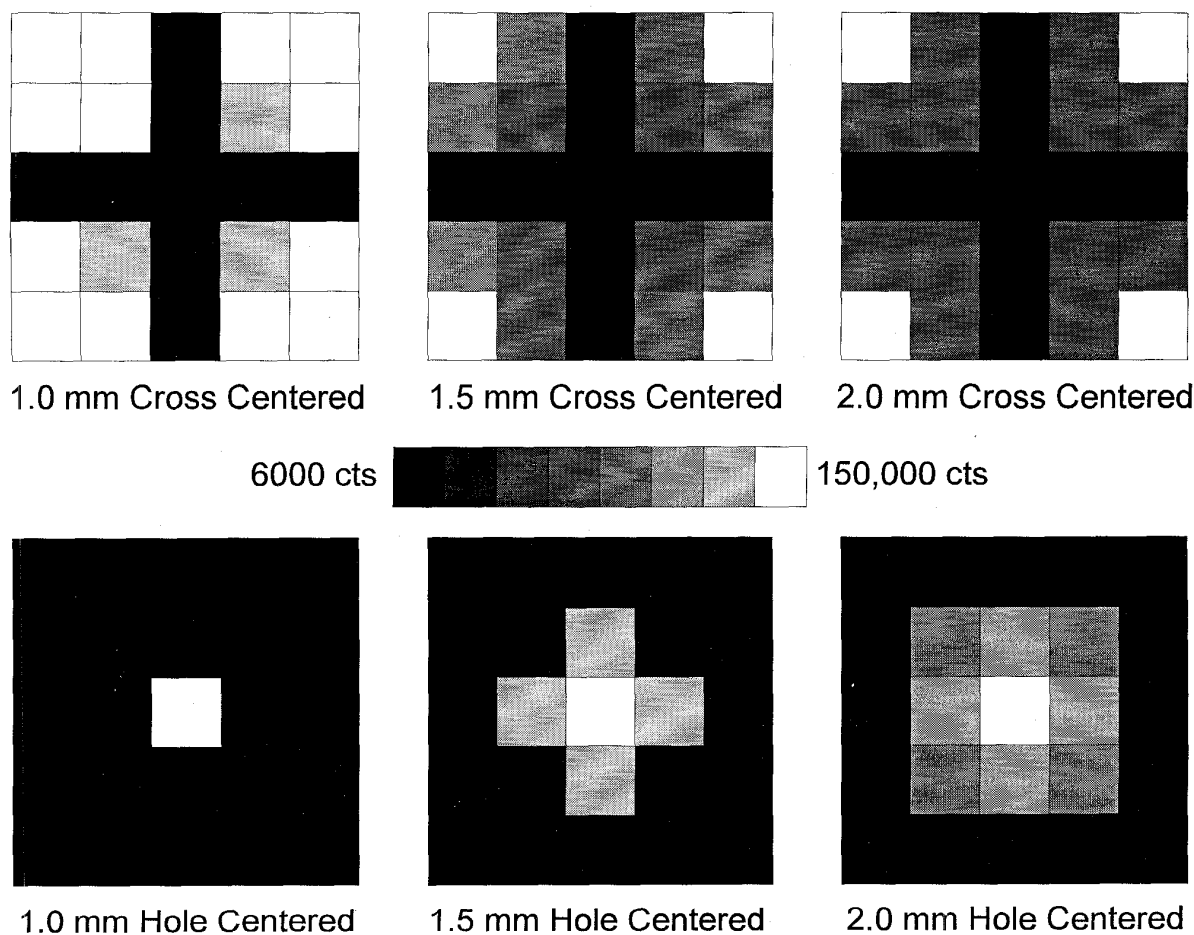 1.0 mm Cross Centered
1.5 mm Cross Centered
2.0 mm Cross Centered
6000 cts
150,000 cts
1.0 mm Hole Centered
1.5 mm Hole Centered
2.0 mm Hole Centered